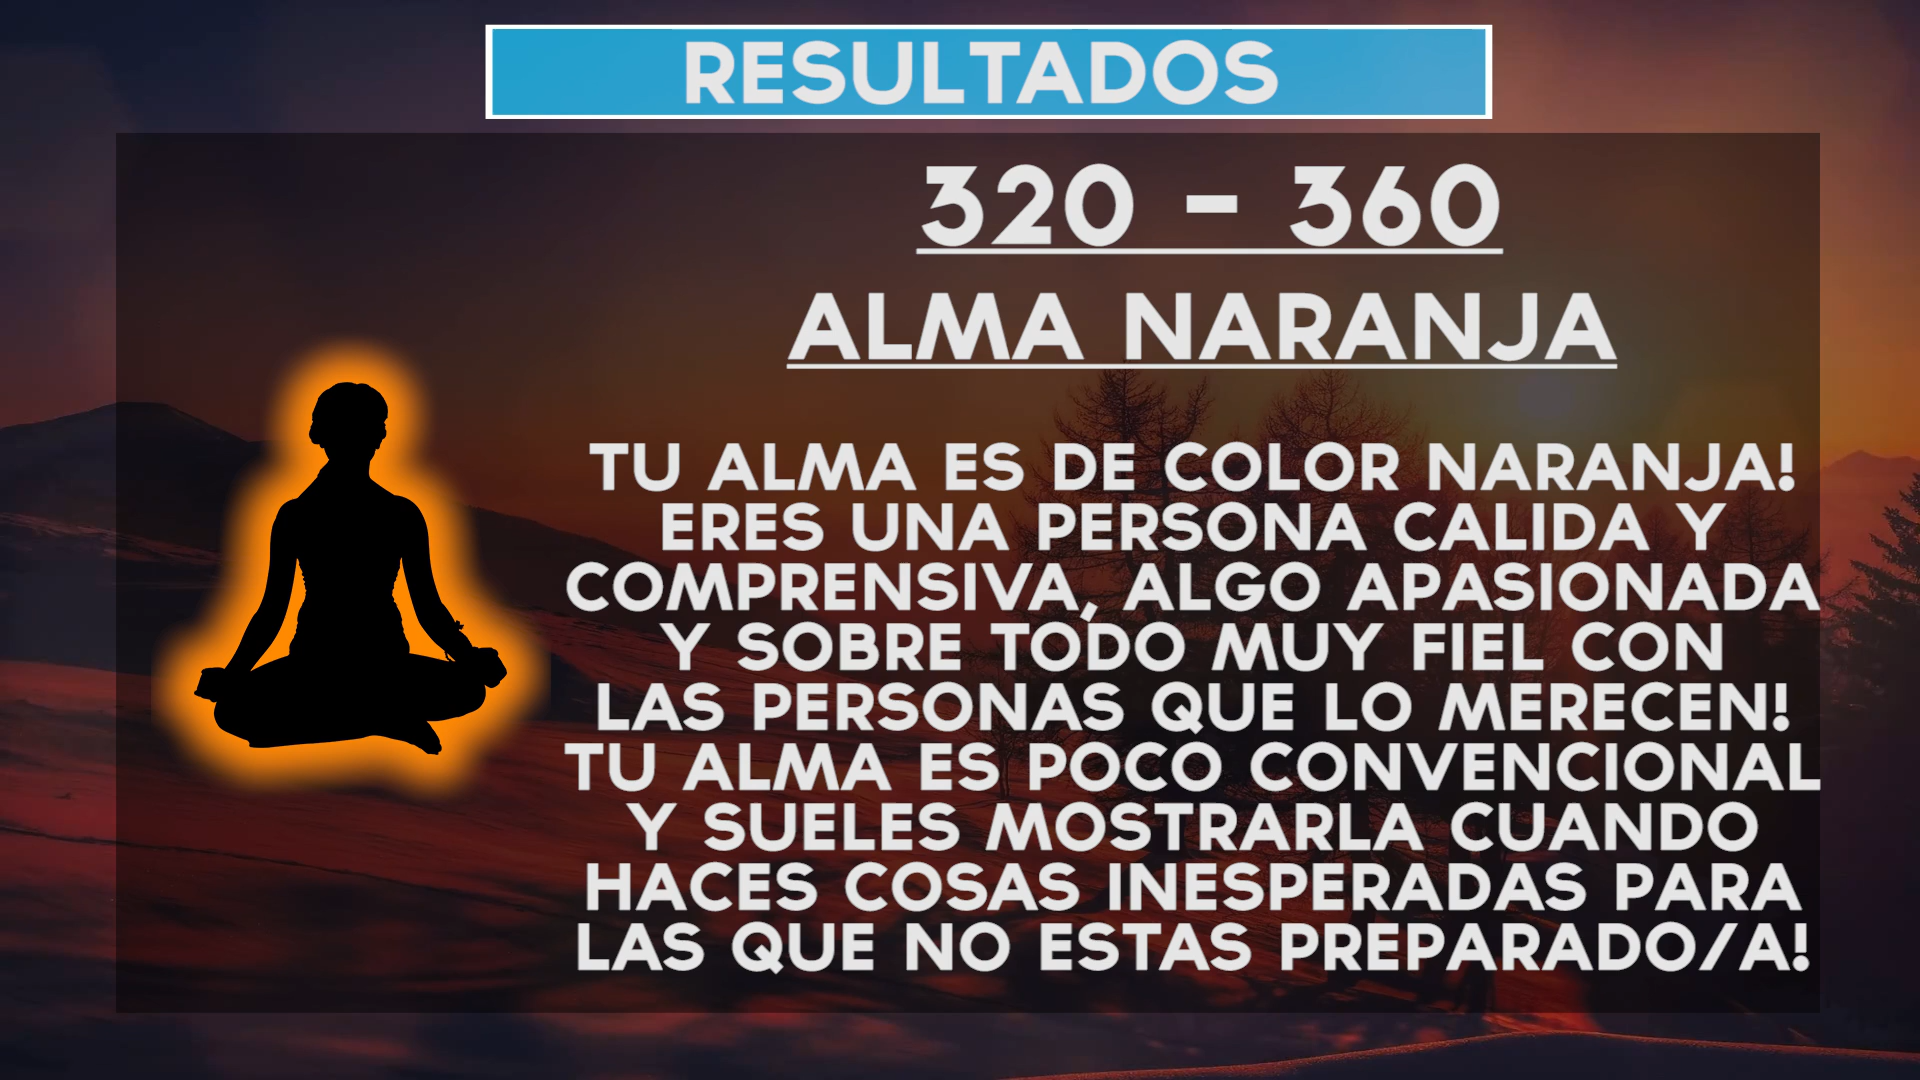 RESULTADOS
320 - 360
ALMA NARANJA
TU ALMA ES DE COLOR NARANJA!
ERES UNA PERSONA CALIDA Y
COMPRENSIVA, ALGO APASIONADA
Y SOBRE TODO MUY FIEL CON
LAS PERSONAS QUE LO MERECEN!
TU ALMA ES POCO CONVENCIONAL
Y SUELES MOSTRARLA CUANDO
HACES COSAS INESPERADAS PARA
LAS QUE NO ESTAS PREPARADO/A!